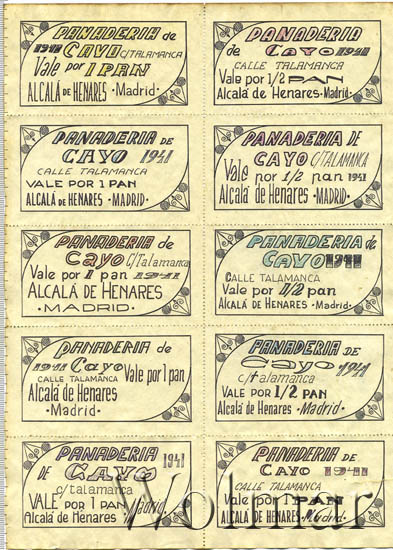 PANADERIA de
1941 CAYO C/TALAMANCA
Vale por 1 PAN
ALCALÁ DE HENARES · Madrid ·
PANADERIA
de CAYO 1941
CALLE TALAMANCA
Vale por 1/2 PAN
Alcalá de Henares · MADRID ·
PANADERIA DE
CAYO 1941
CALLE TALAMANCA
VALE POR 1 PAN
ALCALÁ DE HENARES · MADRID ·
PANADERIA DE
CAYO C/TALAMANCA
Vale por 1/2 pan 1941
Alcalá de Henares · MADRID ·
PANADERIA de
Cayo C/Talamanca
Vale por 1 pan 1941
ALCALÁ DE HENARES
· MADRID ·
PANADERIA de
CAYO 1941
CALLE TALAMANCA
Vale por 1/2 pan
ALCALÁ DE HENARES · Madrid ·
PANADERIA de
1941 Cayo
CALLE TALAMANCA Vale por 1 pan
Alcalá de Henares
· Madrid ·
PANADERIA DE
Cayo 1941
c/talamanca
VALE POR 1/2 PAN
Alcalá de Henares · Madrid ·
PANADERIA 1941
DE CAYO
c/talamanca
VALE POR 1 PAN
Alcalá de Henares Madrid ·
PANADERIA DE
CAYO 1941
CALLE TALAMANCA
Vale por 1 PAN
ALCALÁ DE HENARES · Madrid ·
Wolmar